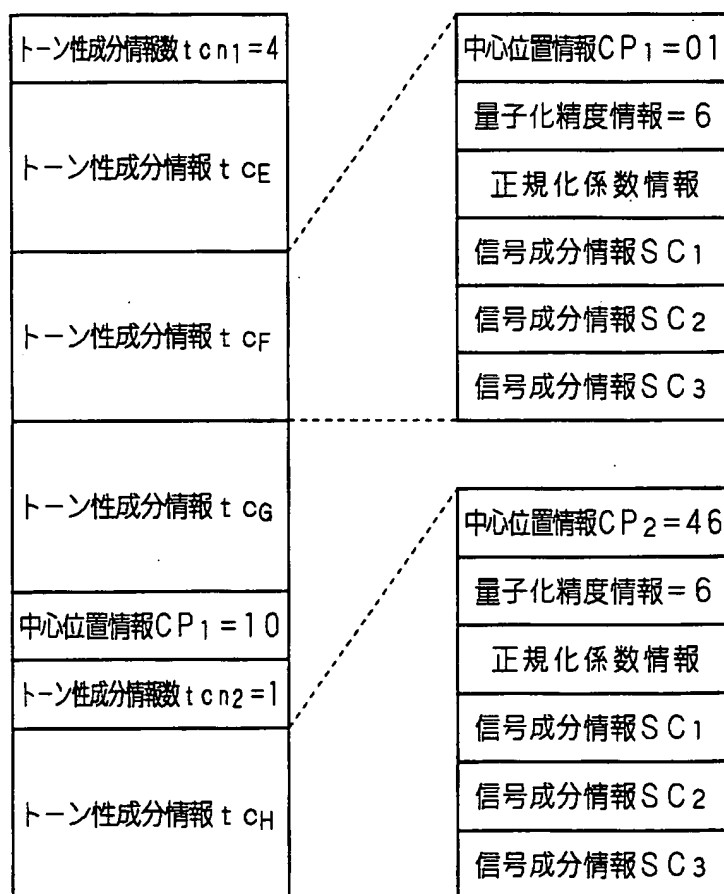 トーン性成分情報数tcn1=4
トーン性成分情報tcE
トーン性成分情報tcF
トーン性成分情報tcG
中心位置情報CP1=10
トーン性成分情報数tcn2=1
トーン性成分情報tcH
中心位置情報CP1=01
量子化精度情報=6
正規化係数情報
信号成分情報SC1
信号成分情報SC2
信号成分情報SC3
中心位置情報CP2=46
量子化精度情報=6
正規化係数情報
信号成分情報SC1
信号成分情報SC2
信号成分情報SC3